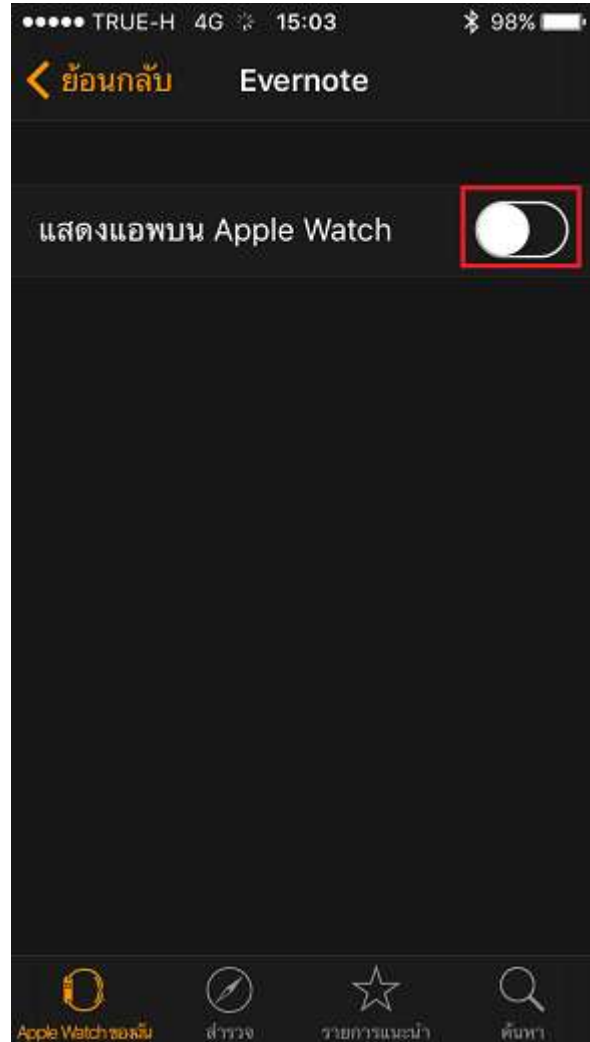 TRUE-H 4G 15:03 98%
ย้อนกลับ Evernote
แสดงแอพบน Apple Watch
Apple Watch ของฉัน สำรวจ รายการแนะนำ ค้นหา